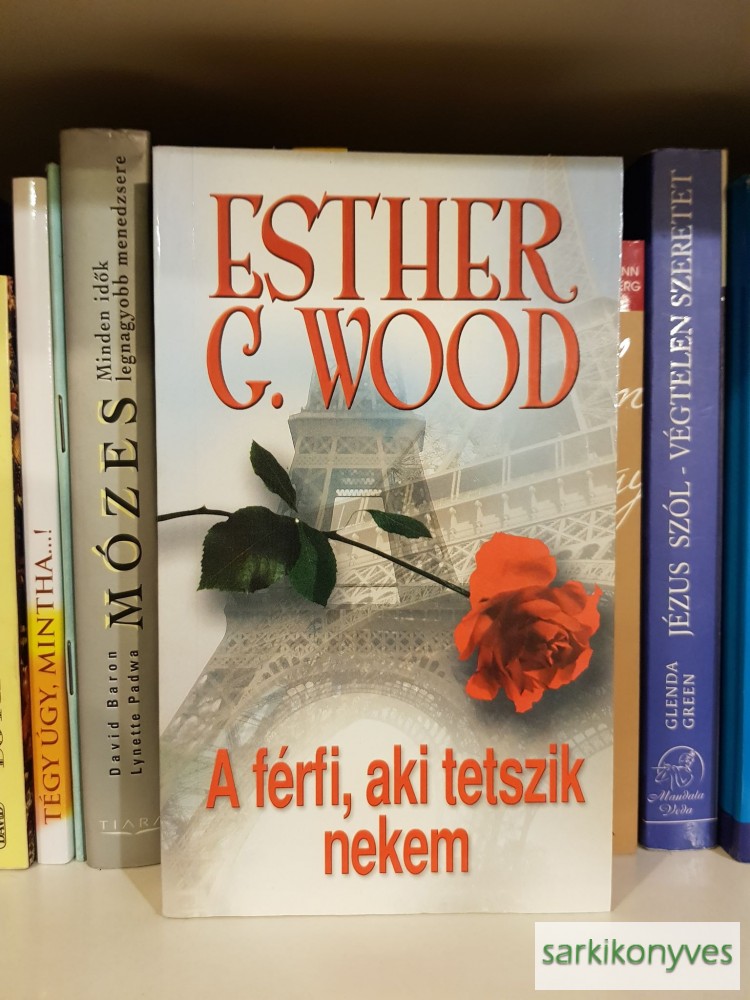 ESTHER
G. WOOD
A férfi, aki tetszik
nekem
TÉGY ÚGY, MINTHA...!
David Baron
Lynette Padwa
MÓZES
Minden idők
legnagyobb menedzsere
TIARA
GLENDA
GREEN
JÉZUS SZÓL - VÉGTELEN SZERETET
Mandala
Veda
sarkikonyves